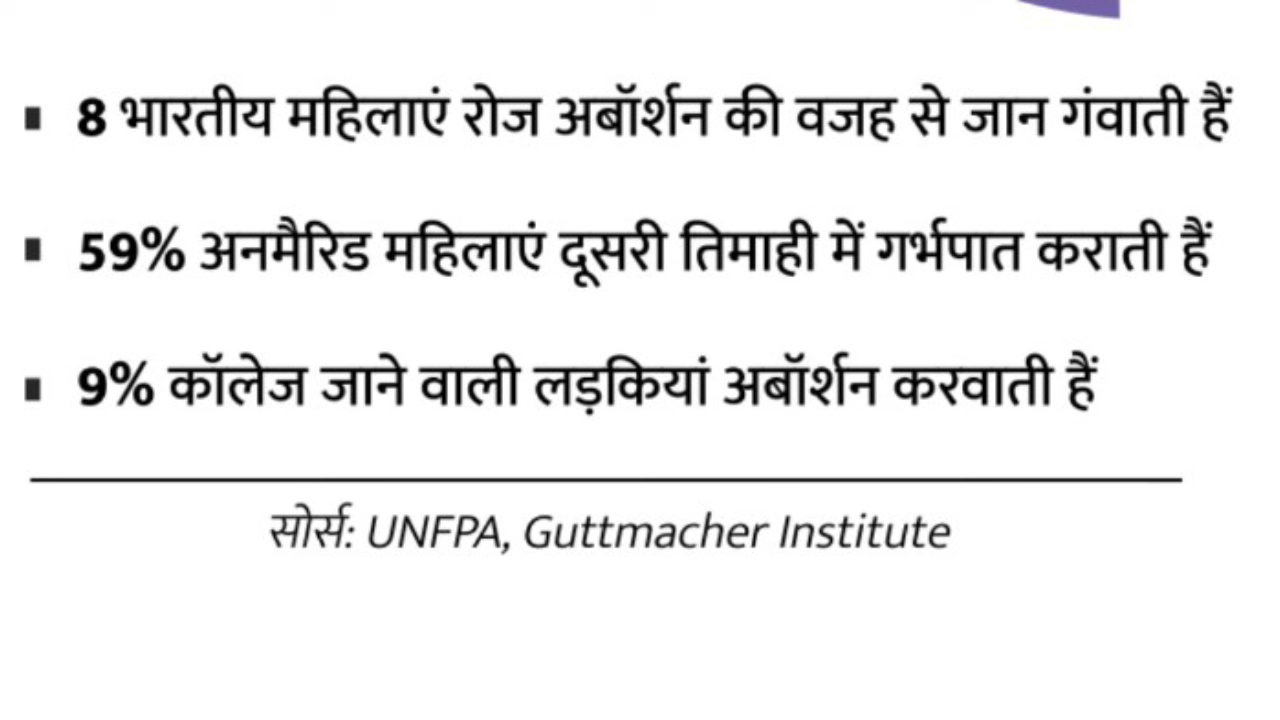 ▪ 8 भारतीय महिलाएं रोज अबॉर्शन की वजह से जान गंवाती हैं
▪ 59% अनमैरिड महिलाएं दूसरी तिमाही में गर्भपात कराती हैं
▪ 9% कॉलेज जाने वाली लड़कियां अबॉर्शन करवाती हैं
सोर्स: UNFPA, Guttmacher Institute